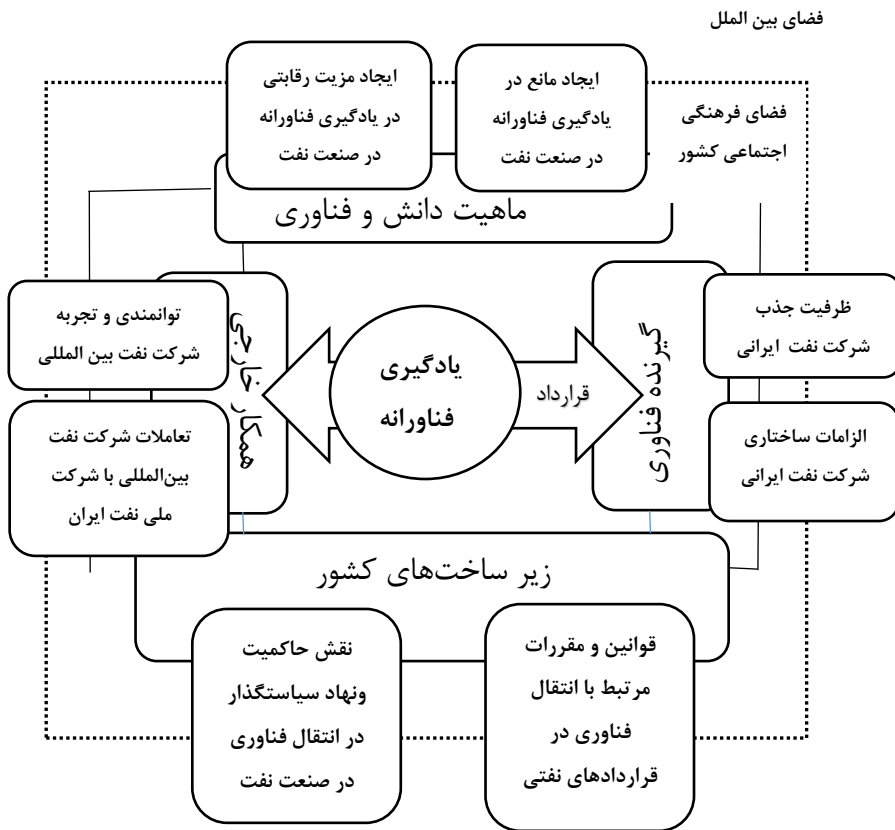 فضای بین الملل
فضای فرهنگی
اجتماعی کشور
ایجاد مانع در
یادگیری فناورانه
در صنعت نفت
ایجاد مزیت رقابتی
در یادگیری فناورانه
در صنعت نفت
ماهیت دانش و فناوری
ظرفیت جذب
شرکت نفت ایرانی
الزامات ساختاری
شرکت نفت ایرانی
گیرنده فناوری
قرارداد
یادگیری
فناورانه
همکار خارجی
توانمندی و تجربه
شرکت نفت بین المللی
تعاملات شرکت نفت
بین‌المللی با شرکت
ملی نفت ایران
زیر ساخت‌های کشور
قوانین و مقررات
مرتبط با انتقال
فناوری در
قراردادهای نفتی
نقش حاکمیت
ونهاد سیاستگذار
در انتقال فناوری
در صنعت نفت